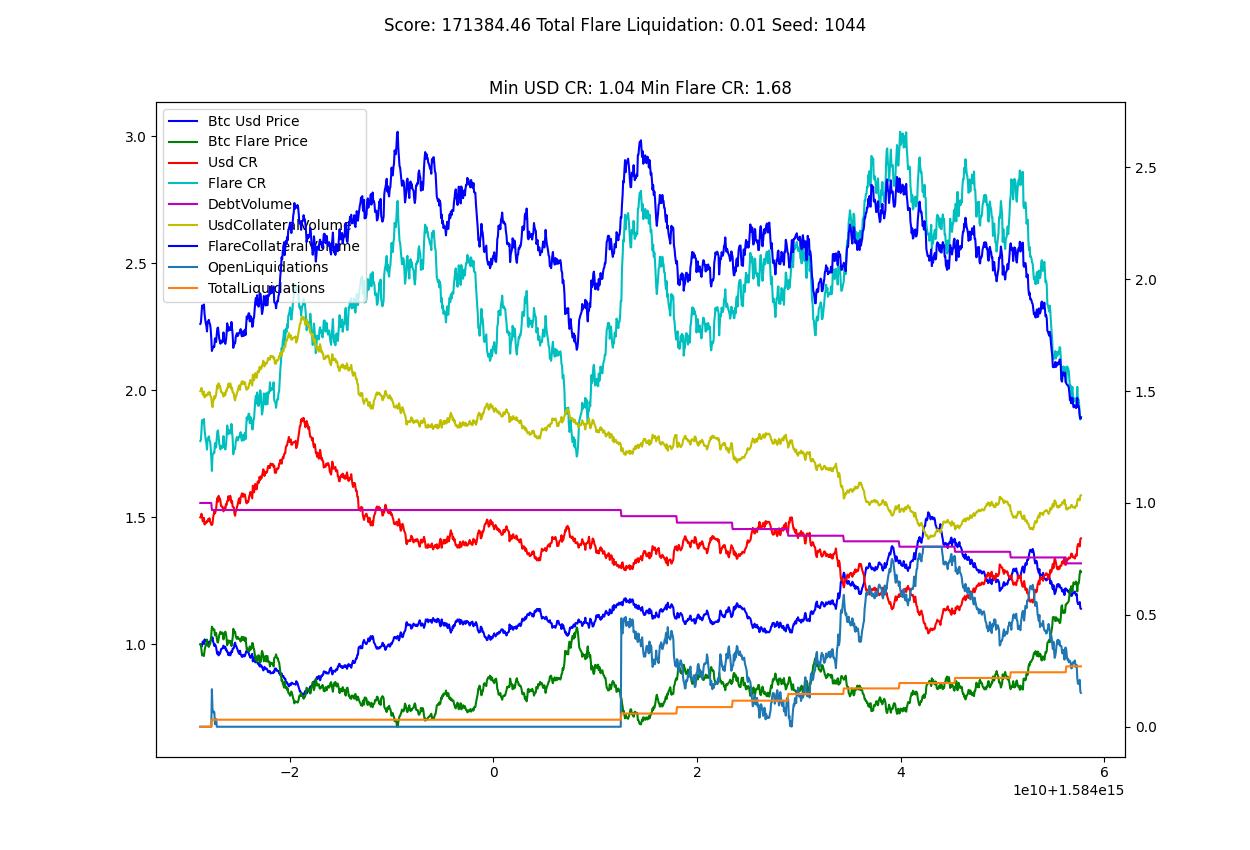 Score: 171384.46 Total Flare Liquidation: 0.01 Seed: 1044
Min USD CR: 1.04 Min Flare CR: 1.68
Btc Usd Price
Btc Flare Price
Usd CR
Flare CR
DebtVolume
UsdCollateralVolume
FlareCollateralVolume
OpenLiquidations
TotalLiquidations
3.0
2.5
2.0
1.5
1.0
2.5
2.0
1.5
1.0
0.5
0.0
−2
0
2
4
6
1e10+1.584e15